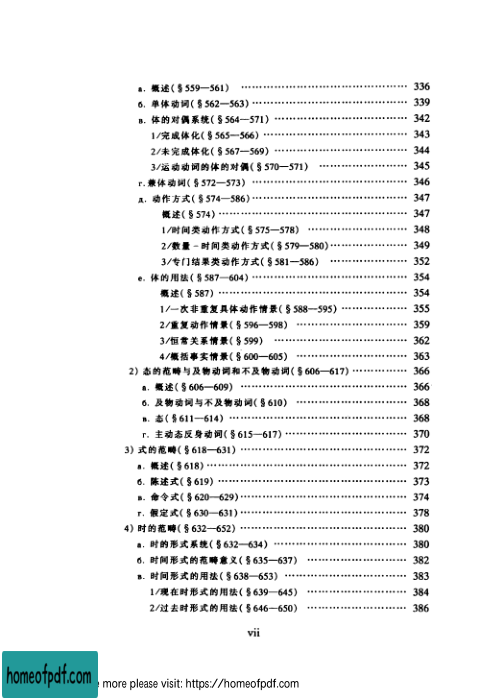 а. 概述(§559—561) …………………………………… 336
б. 单体动词(§562—563)………………………………… 339
в. 体的对偶系统(§564—571)…………………………… 342
1/完成体化(§565—566)……………………………… 343
2/未完成体化(§567—569)…………………………… 344
3/运动动词的体的对偶(§570—571) ……………… 345
г.兼体动词(§572—573) ……………………………… 346
д. 动作方式(§574—586)………………………………… 347
概述(§574)………………………………………… 347
1/时间类动作方式(§575—578) ………………… 348
2/数量–时间类动作方式(§579—580)…………… 349
3/专门结果类动作方式(§581—586) …………… 352
е. 体的用法(§587—604)………………………………… 354
概述(§587)………………………………………… 354
1/一次非重复具体动作情景(§588—595)………… 355
2/重复动作情景(§596—598) …………………… 359
3/恒常关系情景(§599) ………………………… 362
4/概括事实情景(§600—605) …………………… 363
2) 态的范畴与及物动词和不及物动词(§606—617)…………… 366
а. 概述(§606—609) …………………………………… 366
б. 及物动词与不及物动词(§610) …………………… 368
в. 态(§611—614) ……………………………………… 368
г. 主动态反身动词(§615—617)………………………… 370
3) 式的范畴(§618—631)…………………………………… 372
а. 概述(§618)…………………………………………… 372
б. 陈述式(§619)………………………………………… 373
в. 命令式(§620—629)…………………………………… 374
г. 假定式(§630—631)…………………………………… 378
4) 时的范畴(§632—652)…………………………………… 380
а. 时的形式系统(§632—634) ………………………… 380
б. 时间形式的范畴意义(§635—637) ………………… 382
в. 时间形式的用法(§638—653) ……………………… 383
1/现在时形式的用法(§639—645) ……………… 384
2/过去时形式的用法(§646—650) ……………… 386
vii
homeofpdf.com
more please visit: https://homeofpdf.com